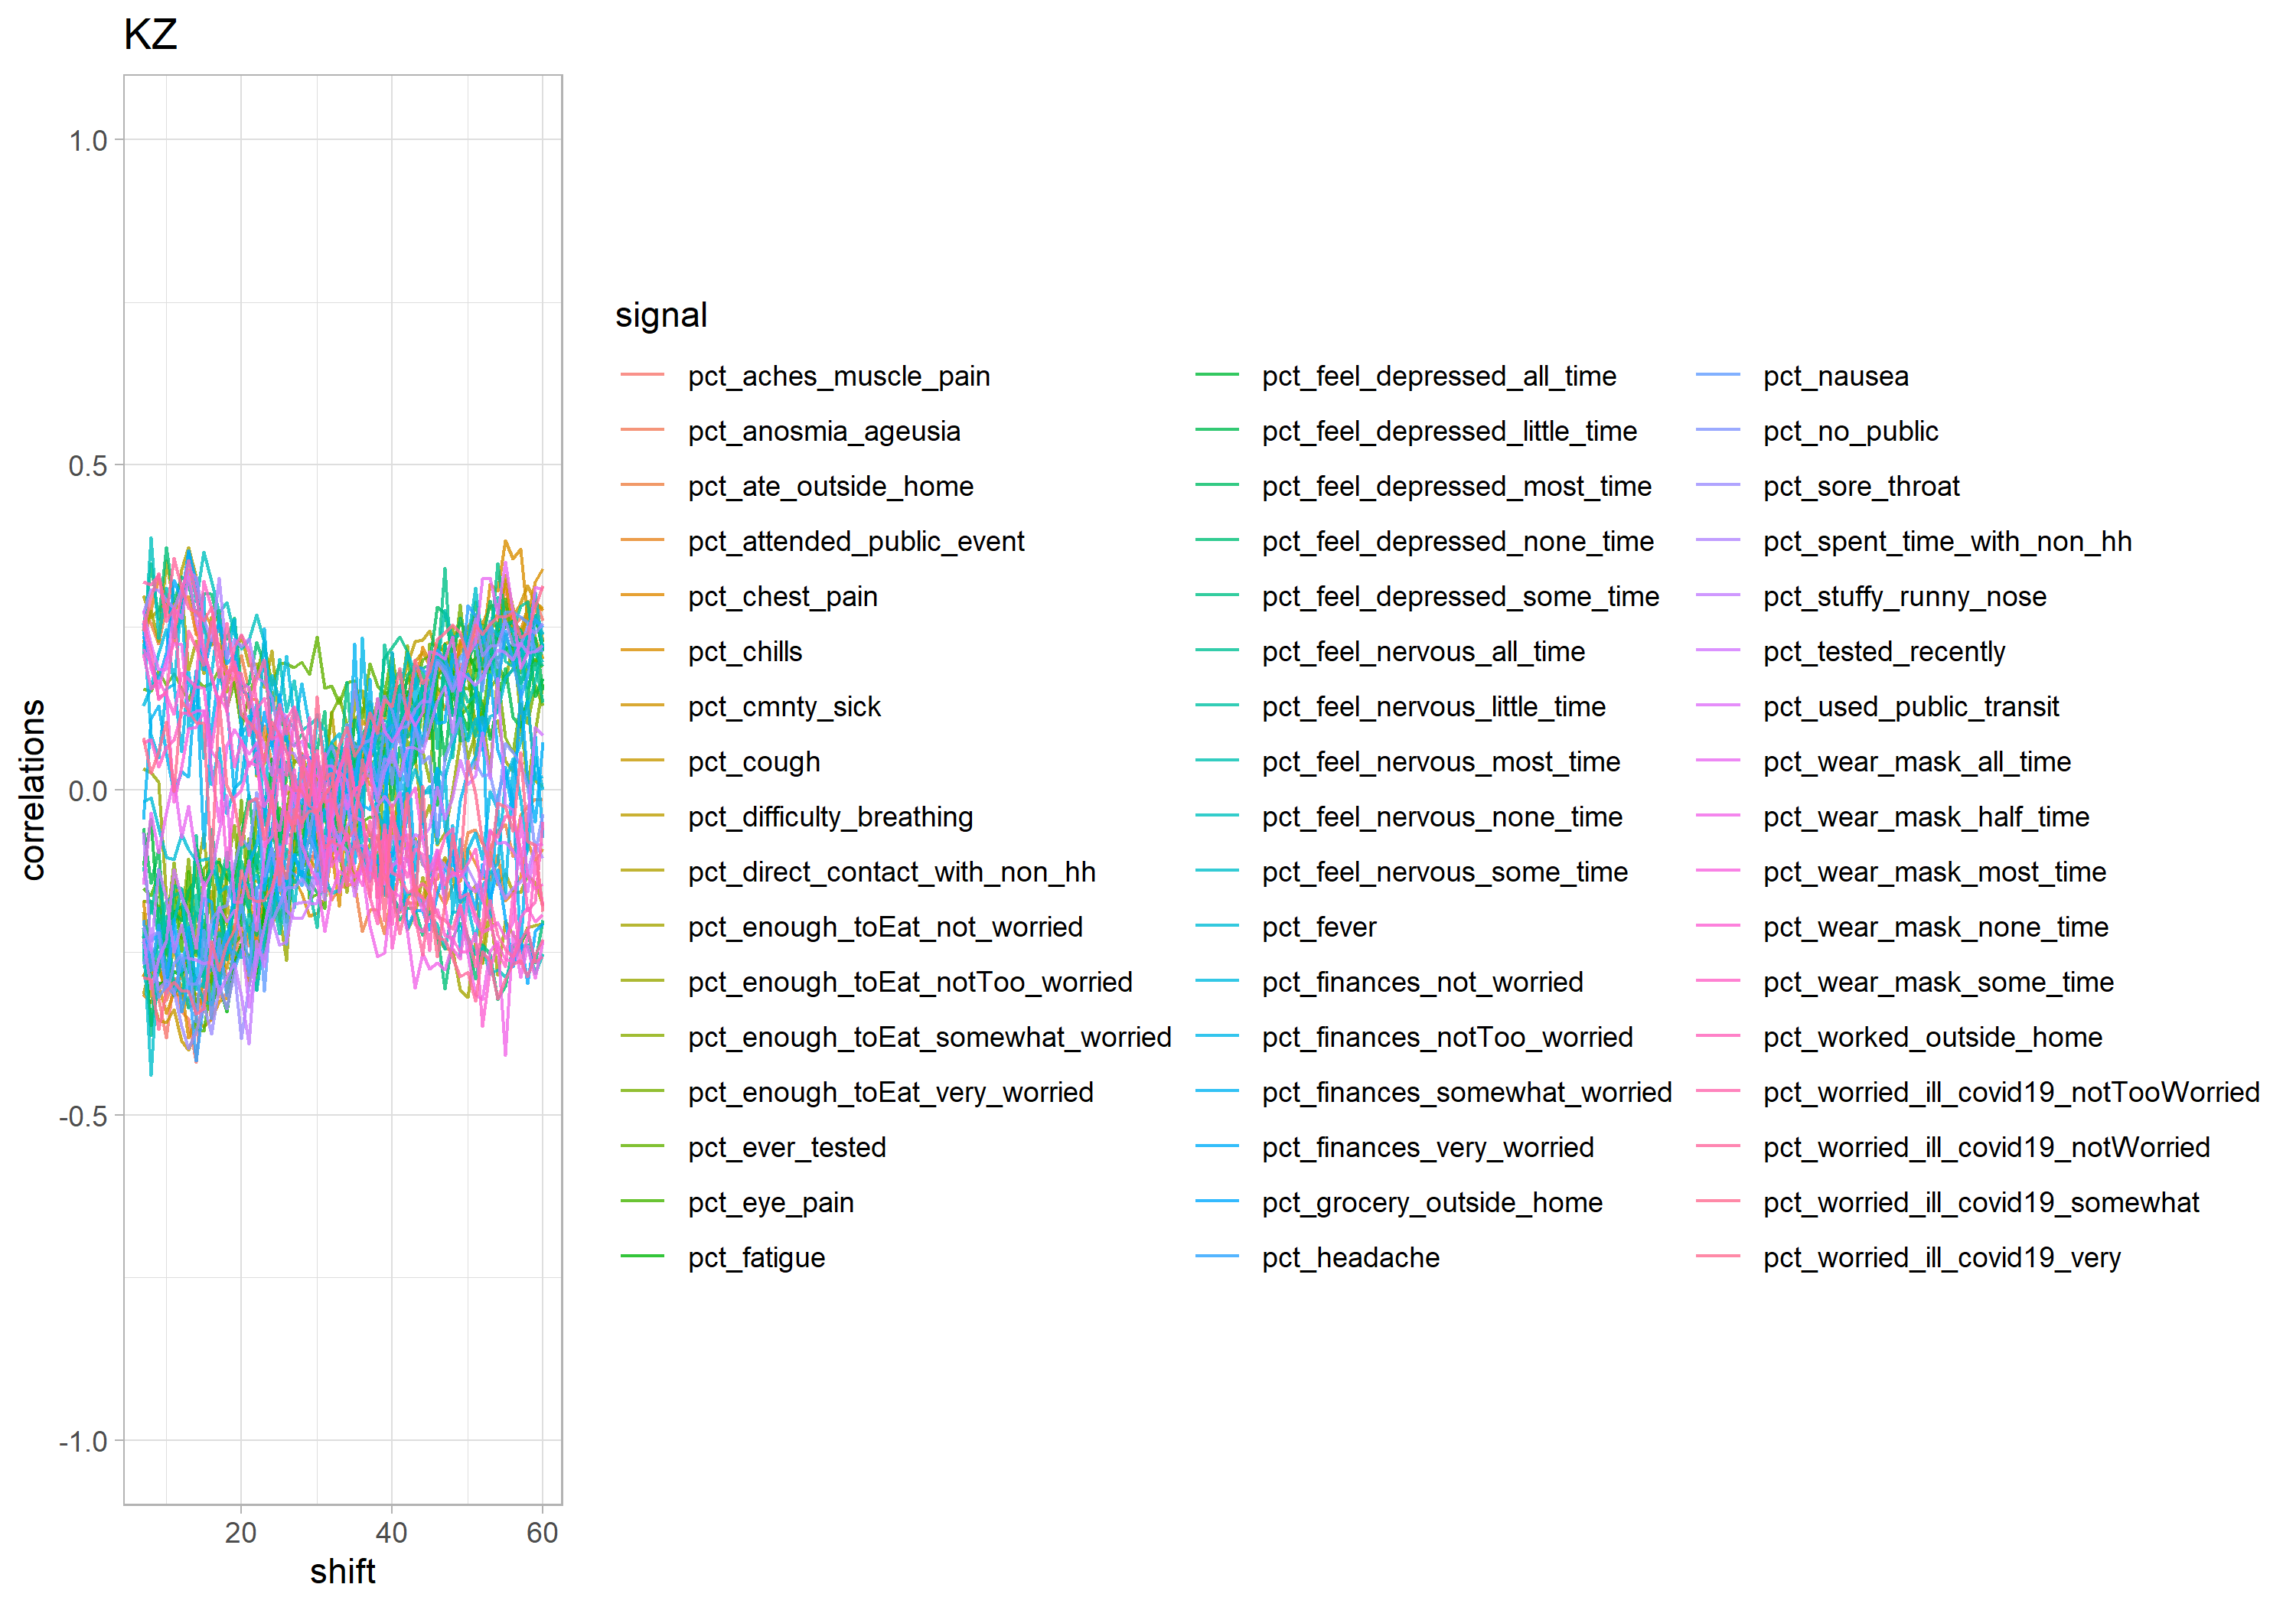 KZ
1.0
0.5
0.0
-0.5
-1.0
correlations
20 40 60
shift
signal
pct_aches_muscle_pain
pct_anosmia_ageusia
pct_ate_outside_home
pct_attended_public_event
pct_chest_pain
pct_chills
pct_cmnty_sick
pct_cough
pct_difficulty_breathing
pct_direct_contact_with_non_hh
pct_enough_toEat_not_worried
pct_enough_toEat_notToo_worried
pct_enough_toEat_somewhat_worried
pct_enough_toEat_very_worried
pct_ever_tested
pct_eye_pain
pct_fatigue
pct_feel_depressed_all_time
pct_feel_depressed_little_time
pct_feel_depressed_most_time
pct_feel_depressed_none_time
pct_feel_depressed_some_time
pct_feel_nervous_all_time
pct_feel_nervous_little_time
pct_feel_nervous_most_time
pct_feel_nervous_none_time
pct_feel_nervous_some_time
pct_fever
pct_finances_not_worried
pct_finances_notToo_worried
pct_finances_somewhat_worried
pct_finances_very_worried
pct_grocery_outside_home
pct_headache
pct_nausea
pct_no_public
pct_sore_throat
pct_spent_time_with_non_hh
pct_stuffy_runny_nose
pct_tested_recently
pct_used_public_transit
pct_wear_mask_all_time
pct_wear_mask_half_time
pct_wear_mask_most_time
pct_wear_mask_none_time
pct_wear_mask_some_time
pct_worked_outside_home
pct_worried_ill_covid19_notTooWorried
pct_worried_ill_covid19_notWorried
pct_worried_ill_covid19_somewhat
pct_worried_ill_covid19_very